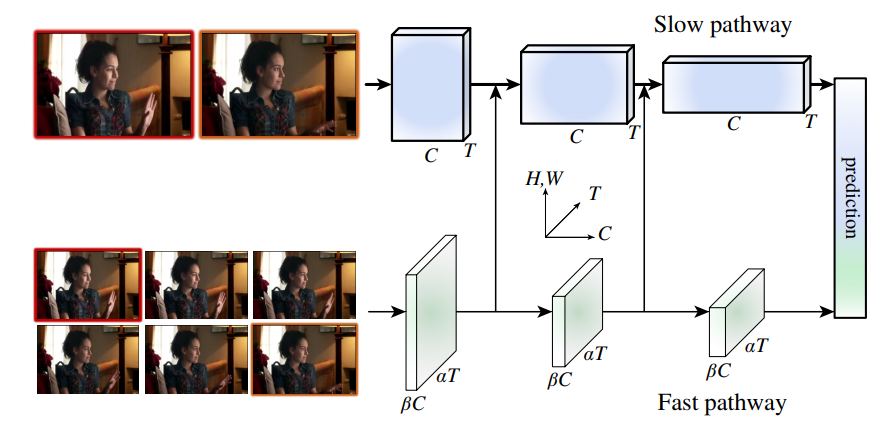 Slow pathway
C
T
C
T
C
T
H,W
T
C
prediction
αT
βC
αT
βC
αT
βC
Fast pathway